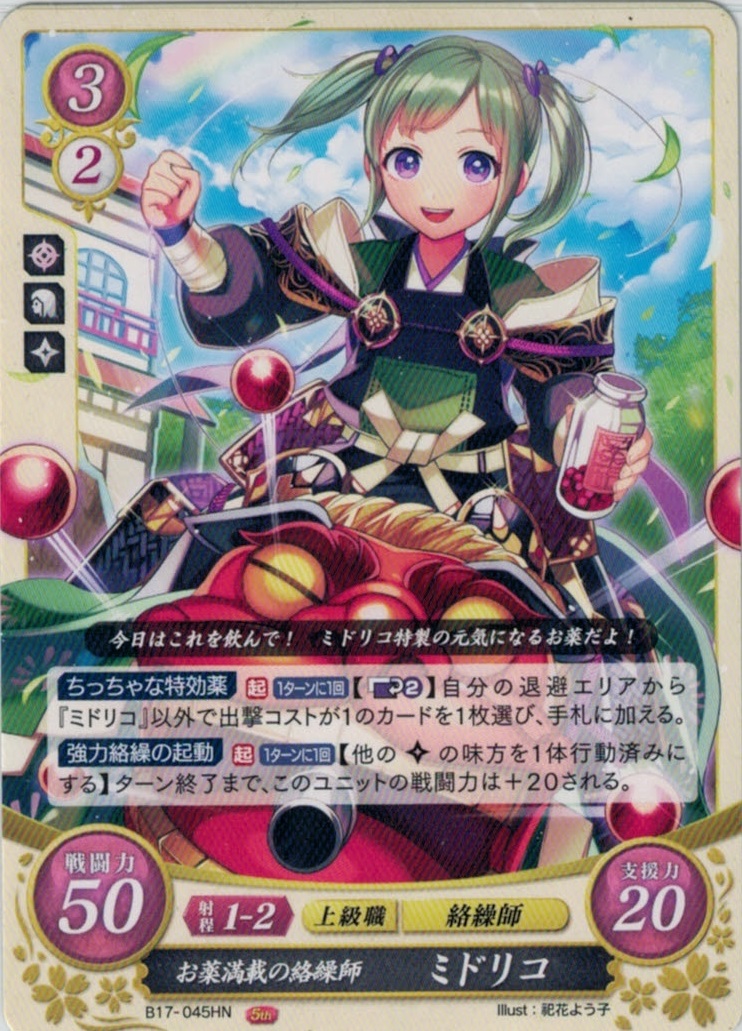 3
2
今日はこれを飲んで！ ミドリコ特製の元気になるお薬だよ！
ちっちゃな特効薬 起 1ターンに1回【2】自分の退避エリアから
『ミドリコ』以外で出撃コストが1のカードを1枚選び、手札に加える。
強力絡繰の起動 起 1ターンに1回【他の の味方を1体行動済みに
する】ターン終了まで、このユニットの戦闘力は＋20される。
戦闘力
50
射程 1-2 上級職 絡繰師
支援力
20
お薬満載の絡繰師 ミドリコ
B17-045HN 5th Illust：祀花よう子